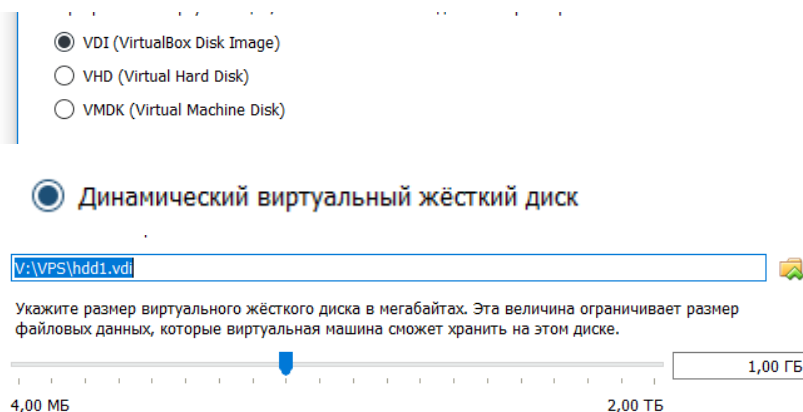 VDI (VirtualBox Disk Image)
VHD (Virtual Hard Disk)
VMDK (Virtual Machine Disk)
Динамический виртуальный жёсткий диск
V:\VPS\hdd1.vdi
Укажите размер виртуального жёсткого диска в мегабайтах. Эта величина ограничивает размер
файловых данных, которые виртуальная машина сможет хранить на этом диске.
1,00 ГБ
4,00 МБ
2,00 ТБ